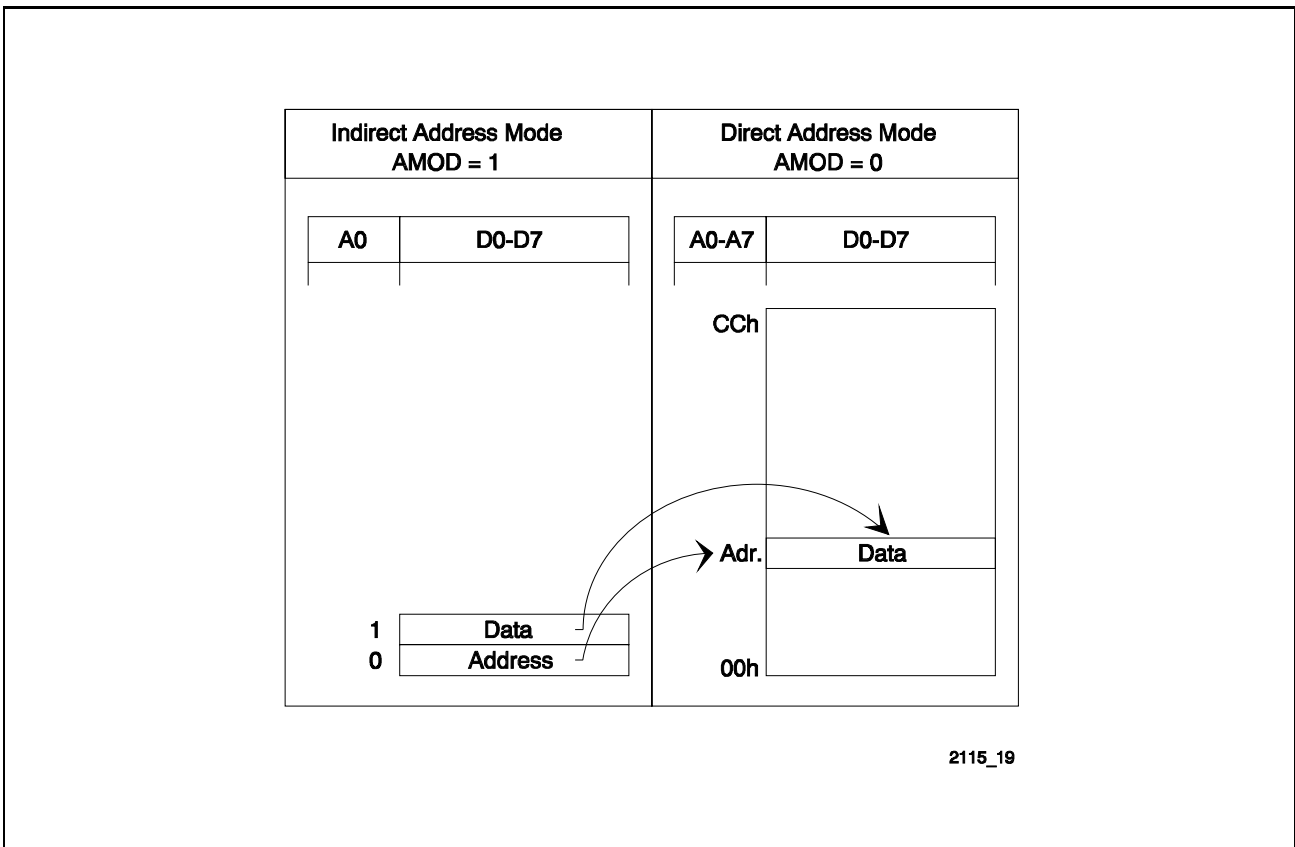 Indirect Address Mode
AMOD = 1
Direct Address Mode
AMOD = 0
A0 D0-D7
A0-A7 D0-D7
CCh
Adr. Data
1 Data
0 Address
00h
2115_19